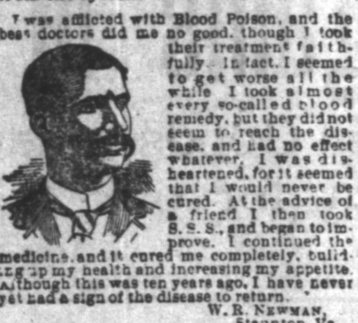 I was afflicted with Blood Poison, and the
best doctors did me no good, though I took
their treatment faith-
fully. In fact, I seemed
to get worse all the
while. I took almost
every so-called blood
remedy, but they did not
seem to reach the dis-
ease, and had no effect
whatever. I was dis-
heartened, for it seemed
that I would never be
cured. At the advice of
a friend I then took
S. S. S., and began to im-
prove. I continued the
medicine, and it cured me completely, build-
ing up my health and increasing my appetite.
Although this was ten years ago, I have never
yet had a sign of the disease to return.
W. R. NEWMAN,
Staunton, Va.